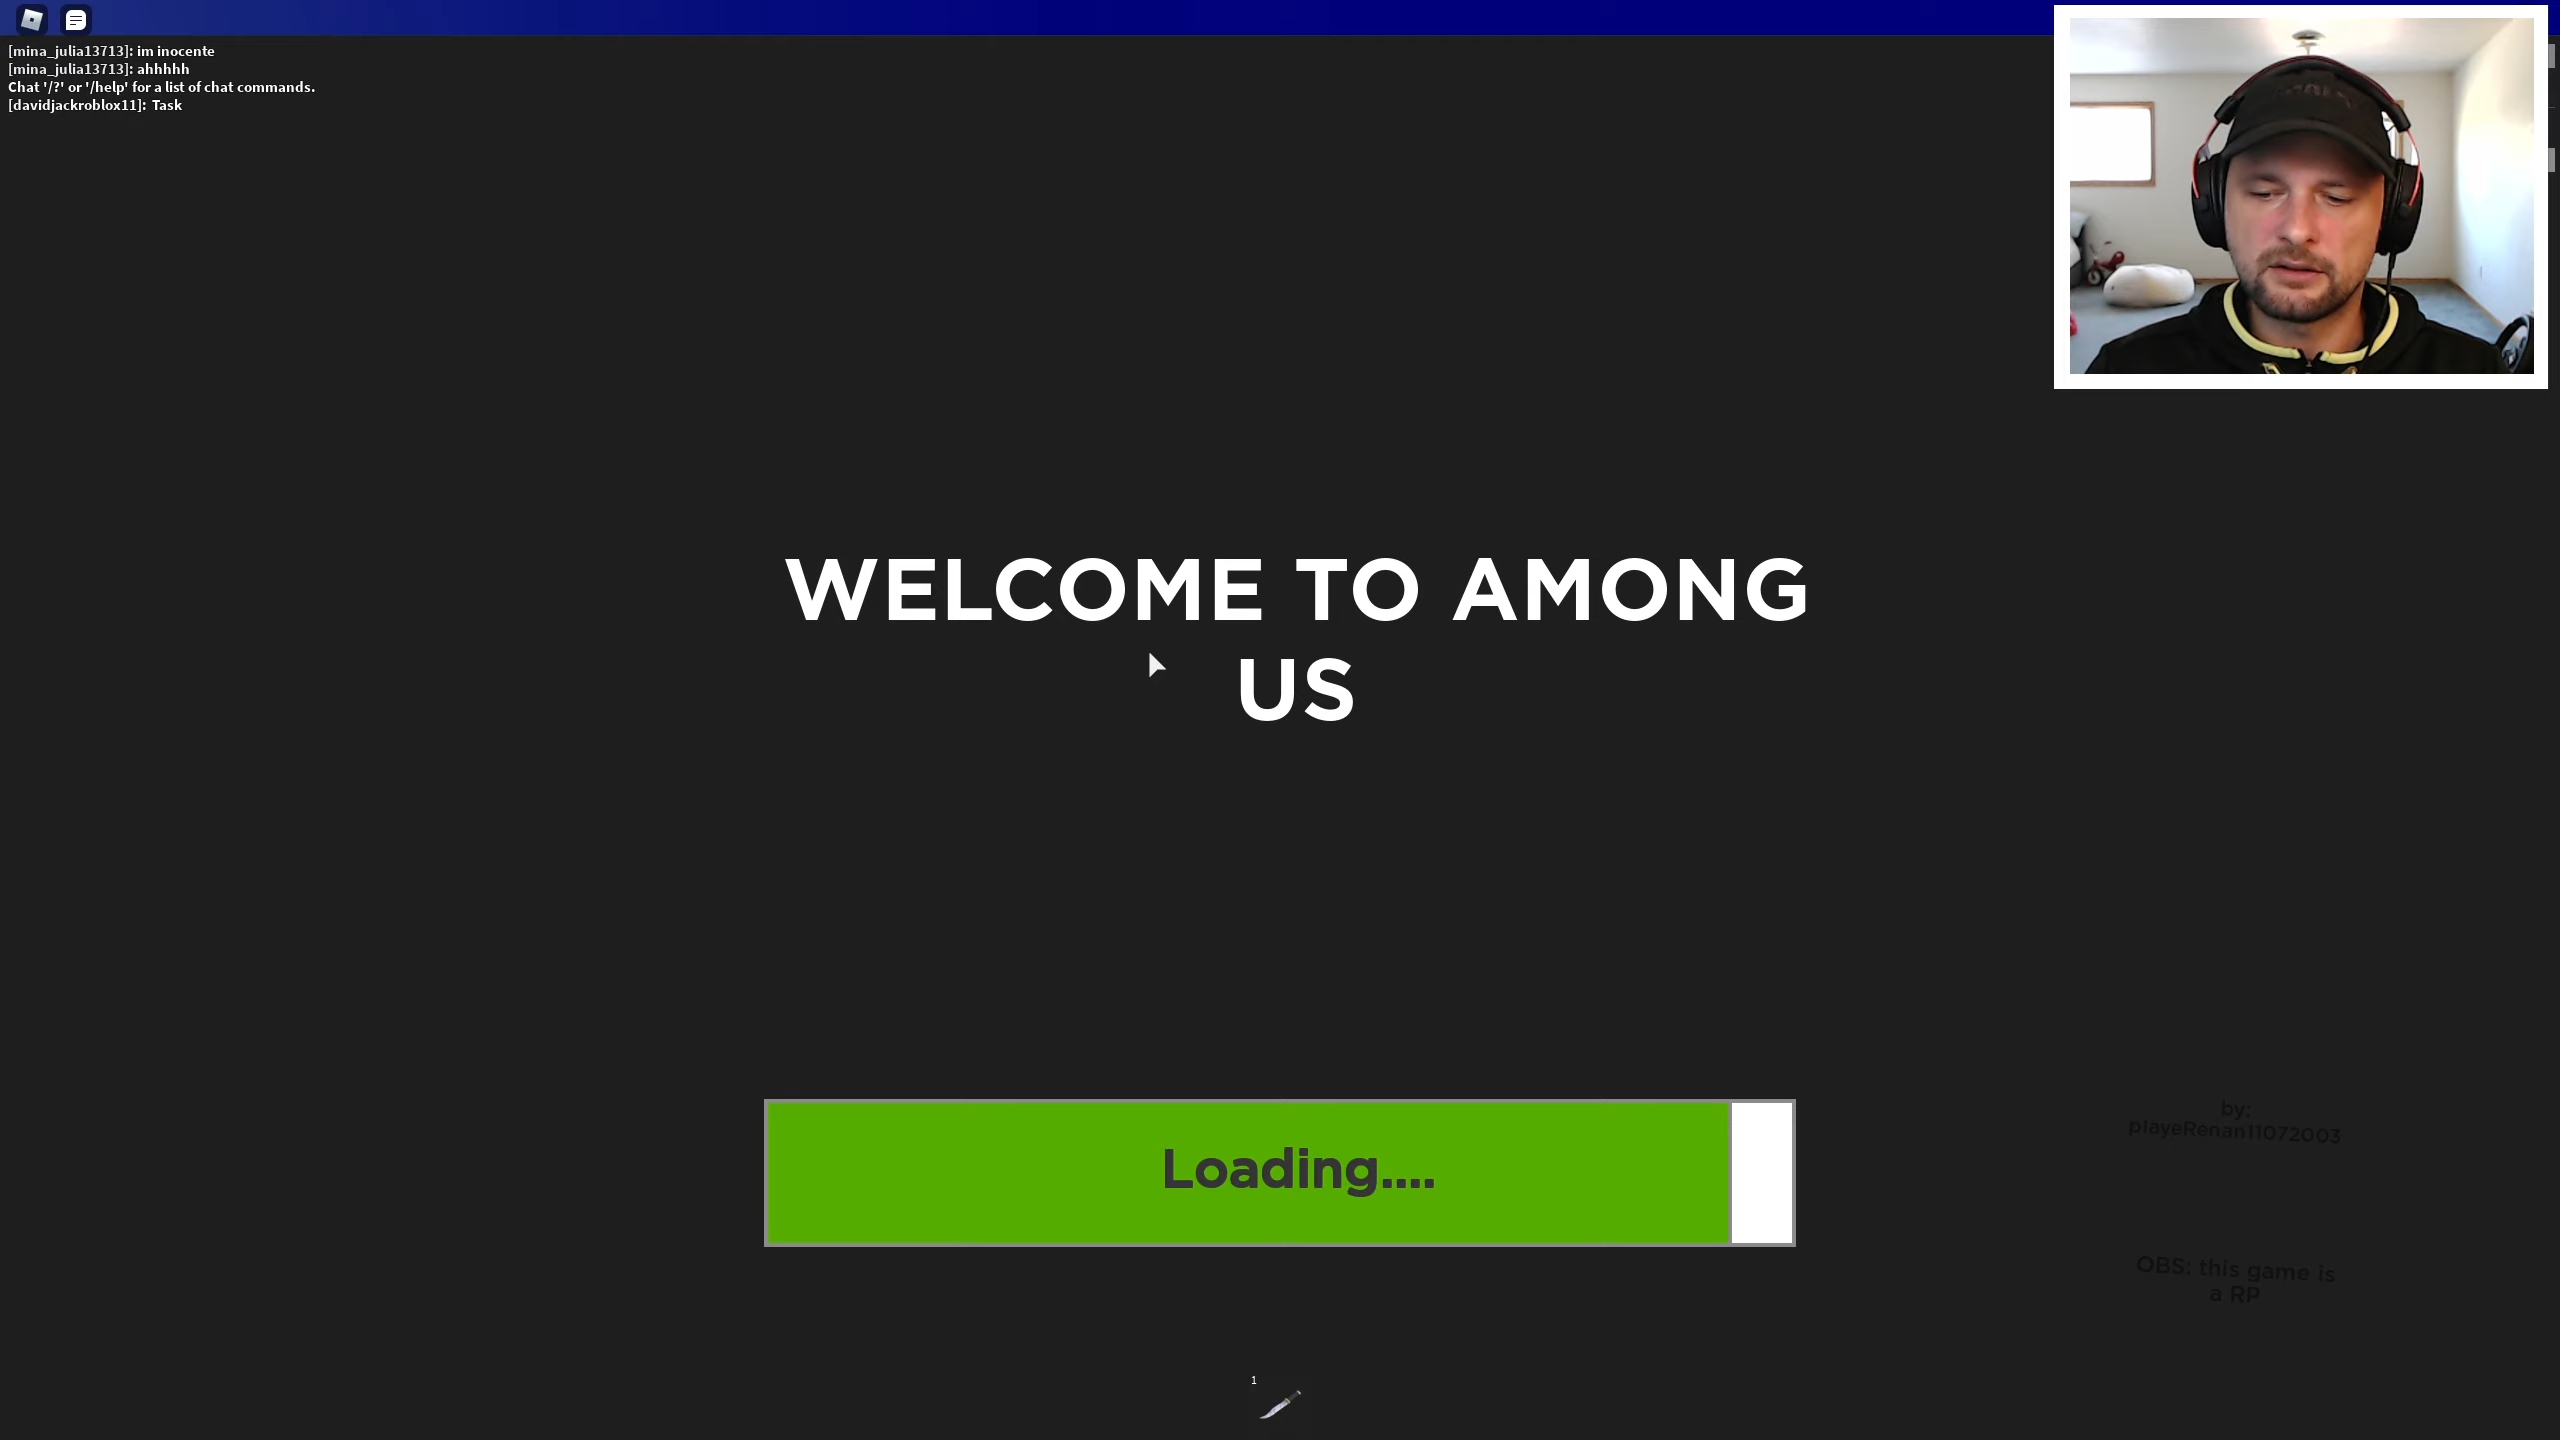 [mina_julia13713]: im inocente
[mina_julia13713]: ahhhhh
Chat '/?' or '/help' for a list of chat commands.
[davidjackroblox11]: Task
WELCOME TO AMONG
US
Loading....
by:
playeRenan11072003
OBS: this game is
a RP
1